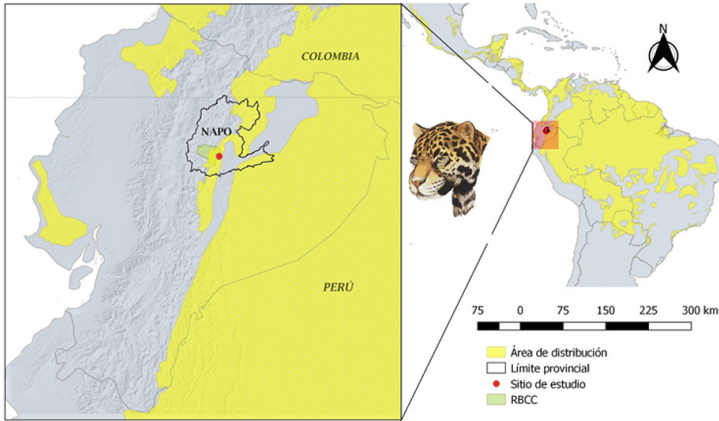 COLOMBIA
NAPO
PERÚ
N
75 0 75 150 225 300 km
Área de distribución
Límite provincial
Sitio de estudio
RBCC